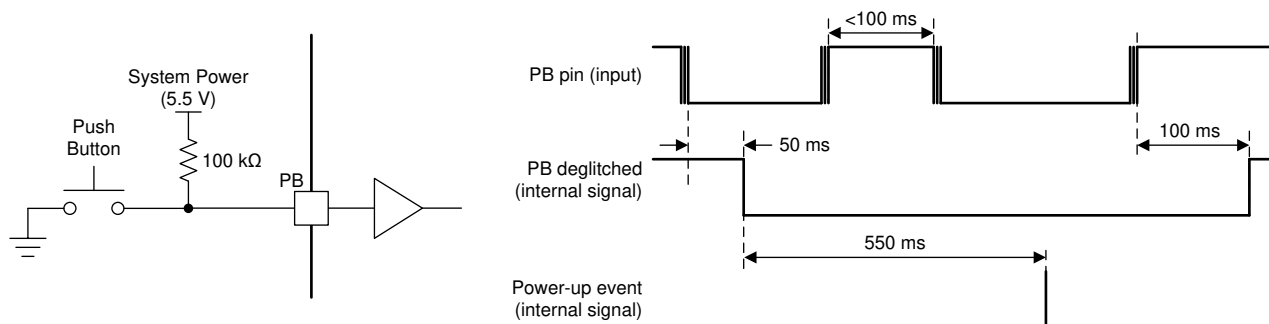 System Power
(5.5 V)
Push
Button
100 kΩ
PB
<100 ms
PB pin (input)
50 ms
100 ms
PB deglitched
(internal signal)
550 ms
Power-up event
(internal signal)